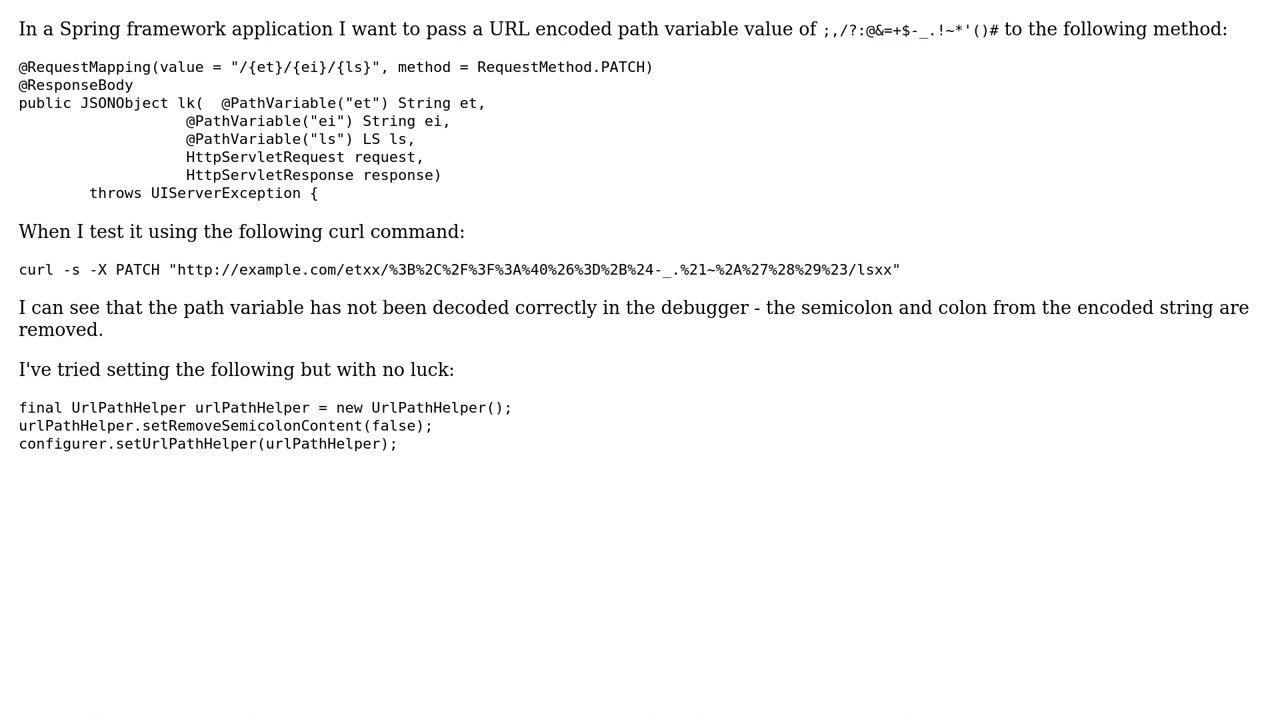 In a Spring framework application I want to pass a URL encoded path variable value of ;,/?:@&=+$-_.!~*'()# to the following method:
@RequestMapping(value = "/{et}/{ei}/{ls}", method = RequestMethod.PATCH)
@ResponseBody
public JSONObject lk(  @PathVariable("et") String et,
                   @PathVariable("ei") String ei,
                   @PathVariable("ls") LS ls,
                   HttpServletRequest request,
                   HttpServletResponse response)
        throws UIServerException {
When I test it using the following curl command:
curl -s -X PATCH "http://example.com/etxx/%3B%2C%2F%3F%3A%40%26%3D%2B%24-_.%21~%2A%27%28%29%23/lsxx"
I can see that the path variable has not been decoded correctly in the debugger - the semicolon and colon from the encoded string are
removed.
I've tried setting the following but with no luck:
final UrlPathHelper urlPathHelper = new UrlPathHelper();
urlPathHelper.setRemoveSemicolonContent(false);
configurer.setUrlPathHelper(urlPathHelper);